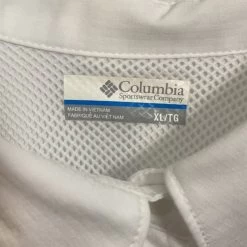 Columbia
Sportswear Company
MADE IN VIETNAM
FABRIQUÉ AU VIET NAM
XL/TG